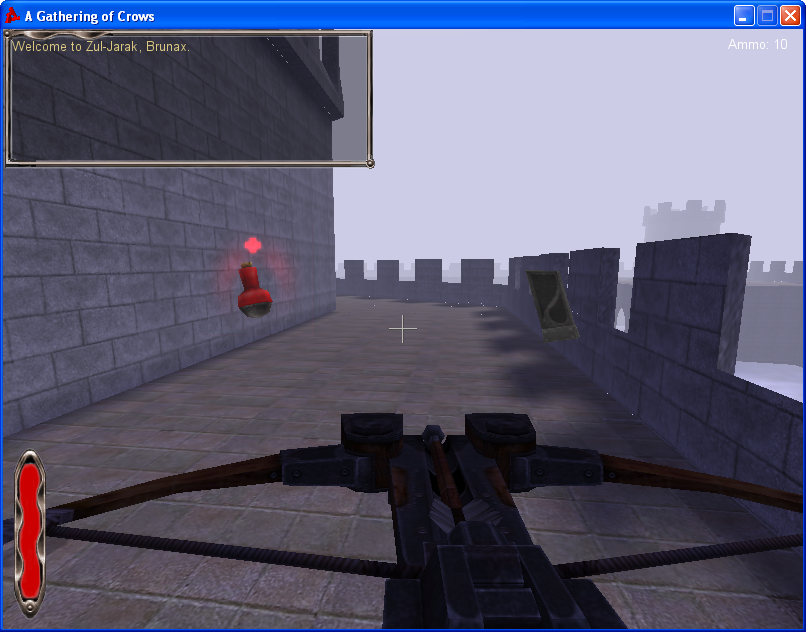 A Gathering of Crows
Welcome to Zul-Jarak, Brunax.
Ammo: 10